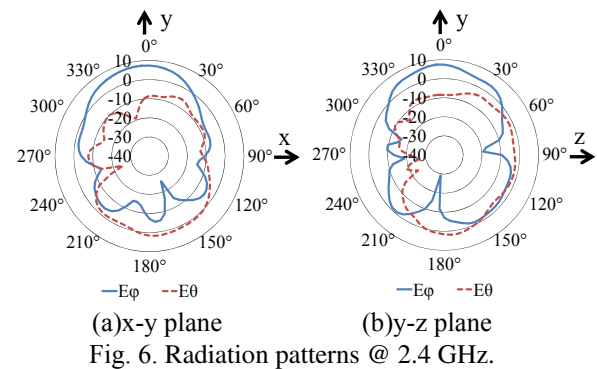 y y
0° 0°
330° 10 30° 330° 10 30°
0 0
300° -10 60° 300° -10 60°
-20 -20
-30 x -30 z
270° -40 90° 270° -40 90°
240° 120° 240° 120°
210° 150° 210° 150°
180° 180°
Eφ Eθ Eφ Eθ
(a)x-y plane (b)y-z plane
Fig. 6. Radiation patterns @ 2.4 GHz.